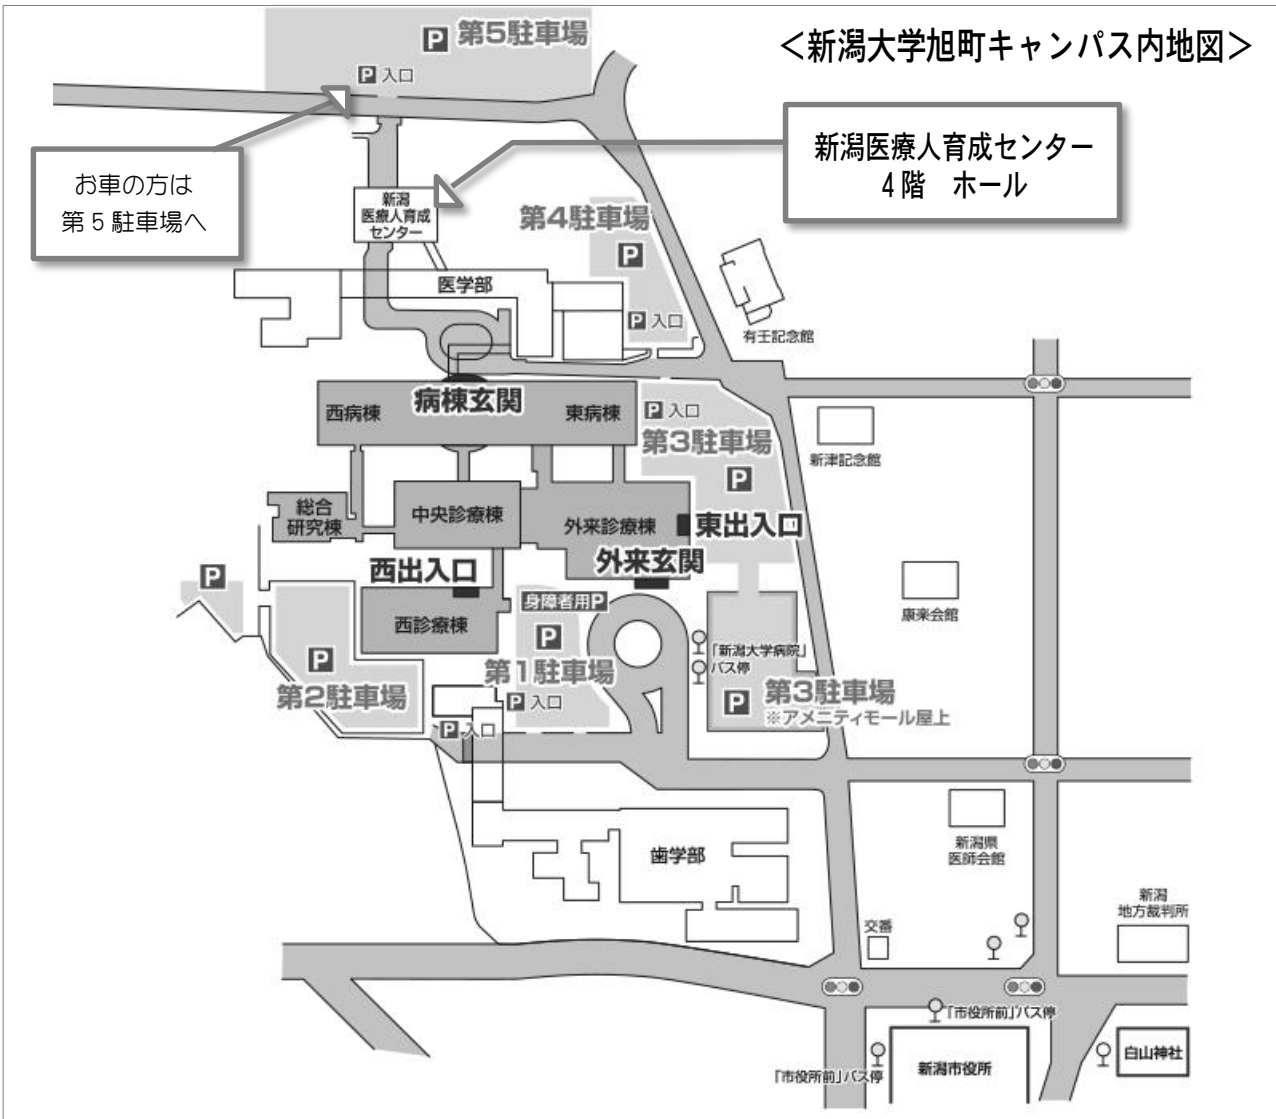 <新潟大学旭町キャンパス内地図>
P 第5駐車場
P 入口
お車の方は
第5駐車場へ
新潟医療人育成センター
4階　ホール
新潟
医療人育成
センター
第4駐車場
P
P 入口
医学部
有壬記念館
西病棟
病棟玄関
東病棟
P 入口
第3駐車場
P
新津記念館
総合
研究棟
中央診療棟
外来診療棟
東出入口
西出入口
外来玄関
P
身障者用P
康楽会館
西診療棟
P
第1駐車場
P 入口
「新潟大学病院」
バス停
P
第2駐車場
P 入口
P
第3駐車場
※アメニティモール屋上
歯学部
新潟県
医師会館
新潟
地方裁判所
交番
「市役所前」バス停
「市役所前」バス停
新潟市役所
白山神社